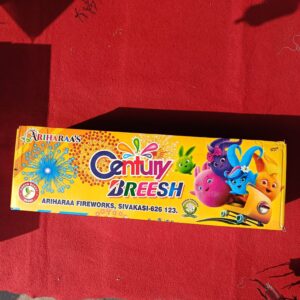 ARIHARAA'S
Century
BREESH
ARIHARAA FIREWORKS, SIVAKASI-626 123.